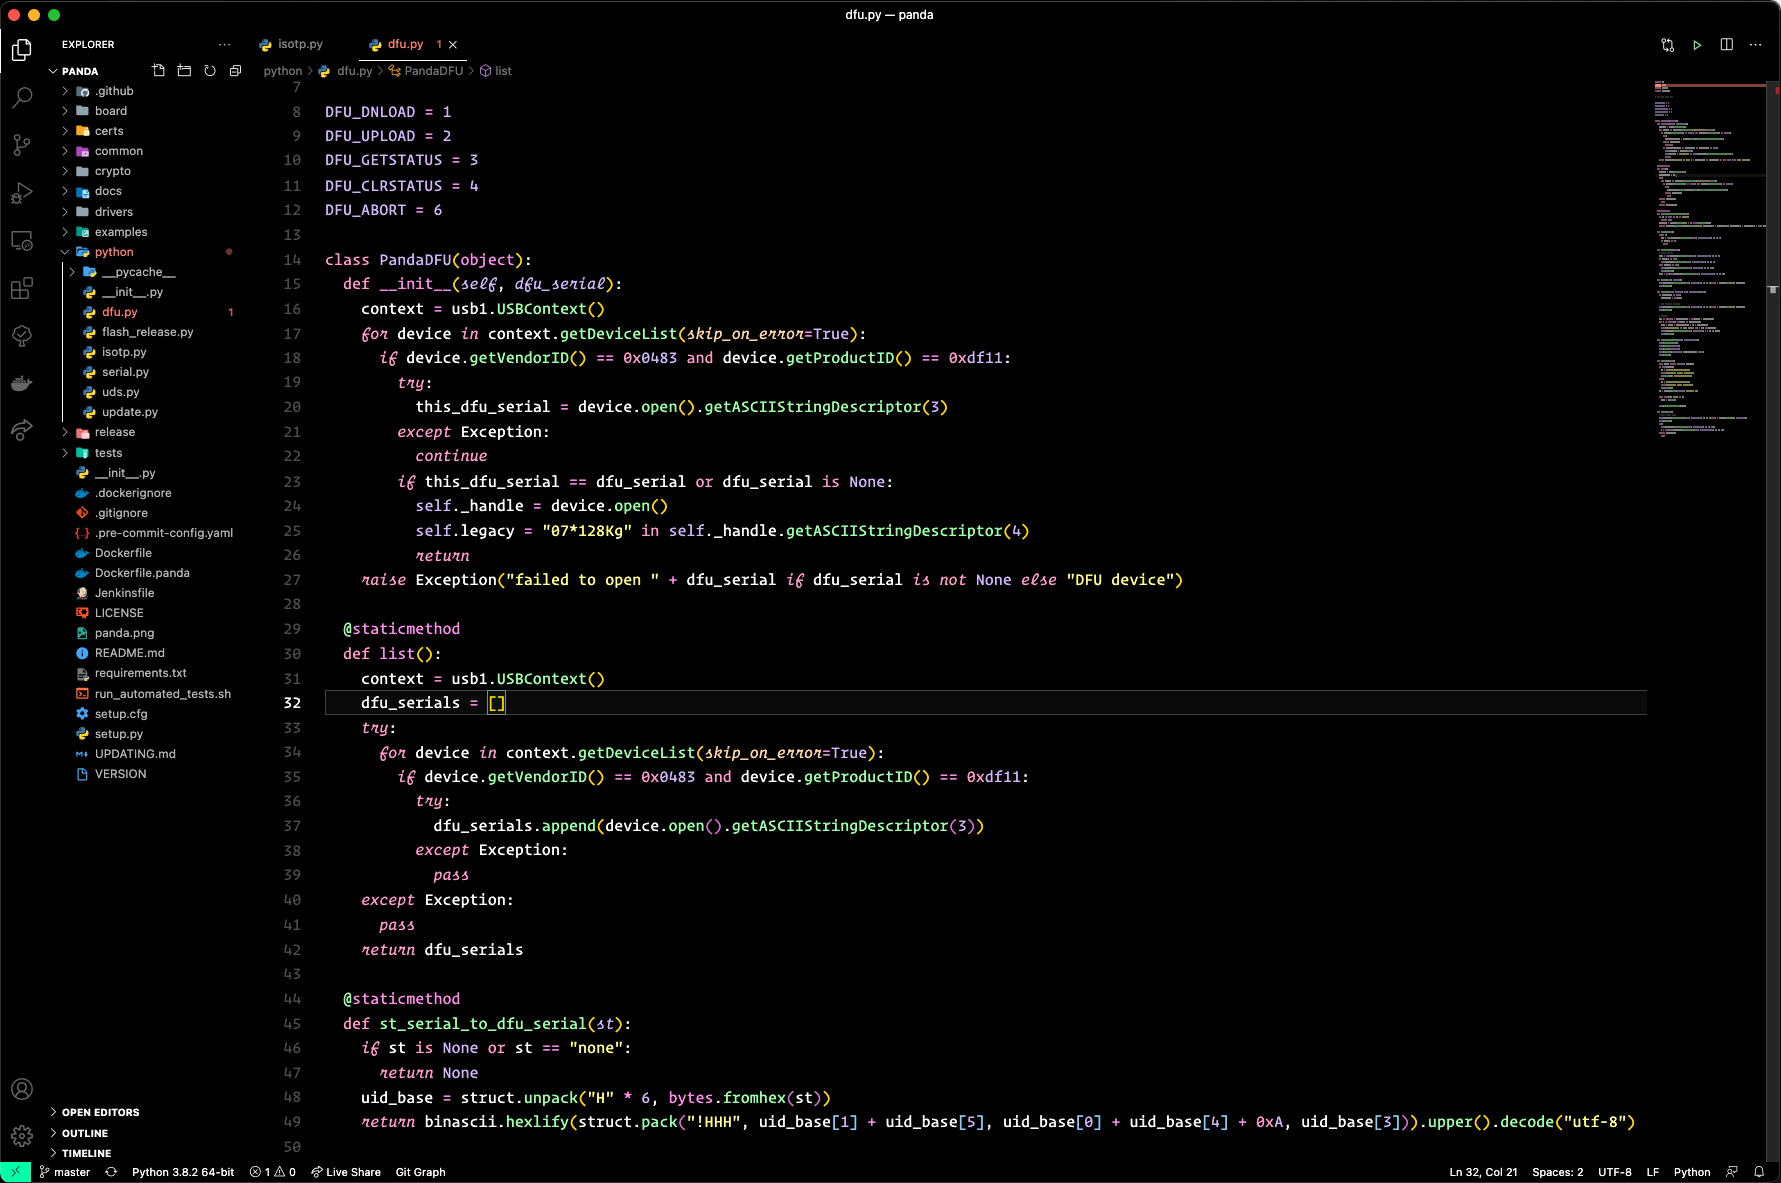 dfu.py — panda
EXPLORER
isotp.py
dfu.py 1
PANDA
python > dfu.py > PandaDFU > list
.github
board
certs
common
crypto
docs
drivers
examples
python
__pycache__
__init__.py
dfu.py 1
flash_release.py
isotp.py
serial.py
uds.py
update.py
release
tests
__init__.py
.dockerignore
.gitignore
.pre-commit-config.yaml
Dockerfile
Dockerfile.panda
Jenkinsfile
LICENSE
panda.png
README.md
requirements.txt
run_automated_tests.sh
setup.cfg
setup.py
UPDATING.md
VERSION
OPEN EDITORS
OUTLINE
TIMELINE
7
8 DFU_DNLOAD = 1
9 DFU_UPLOAD = 2
10 DFU_GETSTATUS = 3
11 DFU_CLRSTATUS = 4
12 DFU_ABORT = 6
13
14 class PandaDFU(object):
15   def __init__(self, dfu_serial):
16     context = usb1.USBContext()
17     for device in context.getDeviceList(skip_on_error=True):
18       if device.getVendorID() == 0x0483 and device.getProductID() == 0xdf11:
19         try:
20           this_dfu_serial = device.open().getASCIIStringDescriptor(3)
21         except Exception:
22           continue
23         if this_dfu_serial == dfu_serial or dfu_serial is None:
24           self._handle = device.open()
25           self.legacy = "07*128Kg" in self._handle.getASCIIStringDescriptor(4)
26           return
27     raise Exception("failed to open " + dfu_serial if dfu_serial is not None else "DFU device")
28
29   @staticmethod
30   def list():
31     context = usb1.USBContext()
32     dfu_serials = []
33     try:
34       for device in context.getDeviceList(skip_on_error=True):
35         if device.getVendorID() == 0x0483 and device.getProductID() == 0xdf11:
36           try:
37             dfu_serials.append(device.open().getASCIIStringDescriptor(3))
38           except Exception:
39             pass
40     except Exception:
41       pass
42     return dfu_serials
43
44   @staticmethod
45   def st_serial_to_dfu_serial(st):
46     if st is None or st == "none":
47       return None
48     uid_base = struct.unpack("H" * 6, bytes.fromhex(st))
49     return binascii.hexlify(struct.pack("!HHH", uid_base[1] + uid_base[5], uid_base[0] + uid_base[4] + 0xA, uid_base[3])).upper().decode("utf-8")
50
master Python 3.8.2 64-bit 1 0 Live Share Git Graph Ln 32, Col 21 Spaces: 2 UTF-8 LF Python